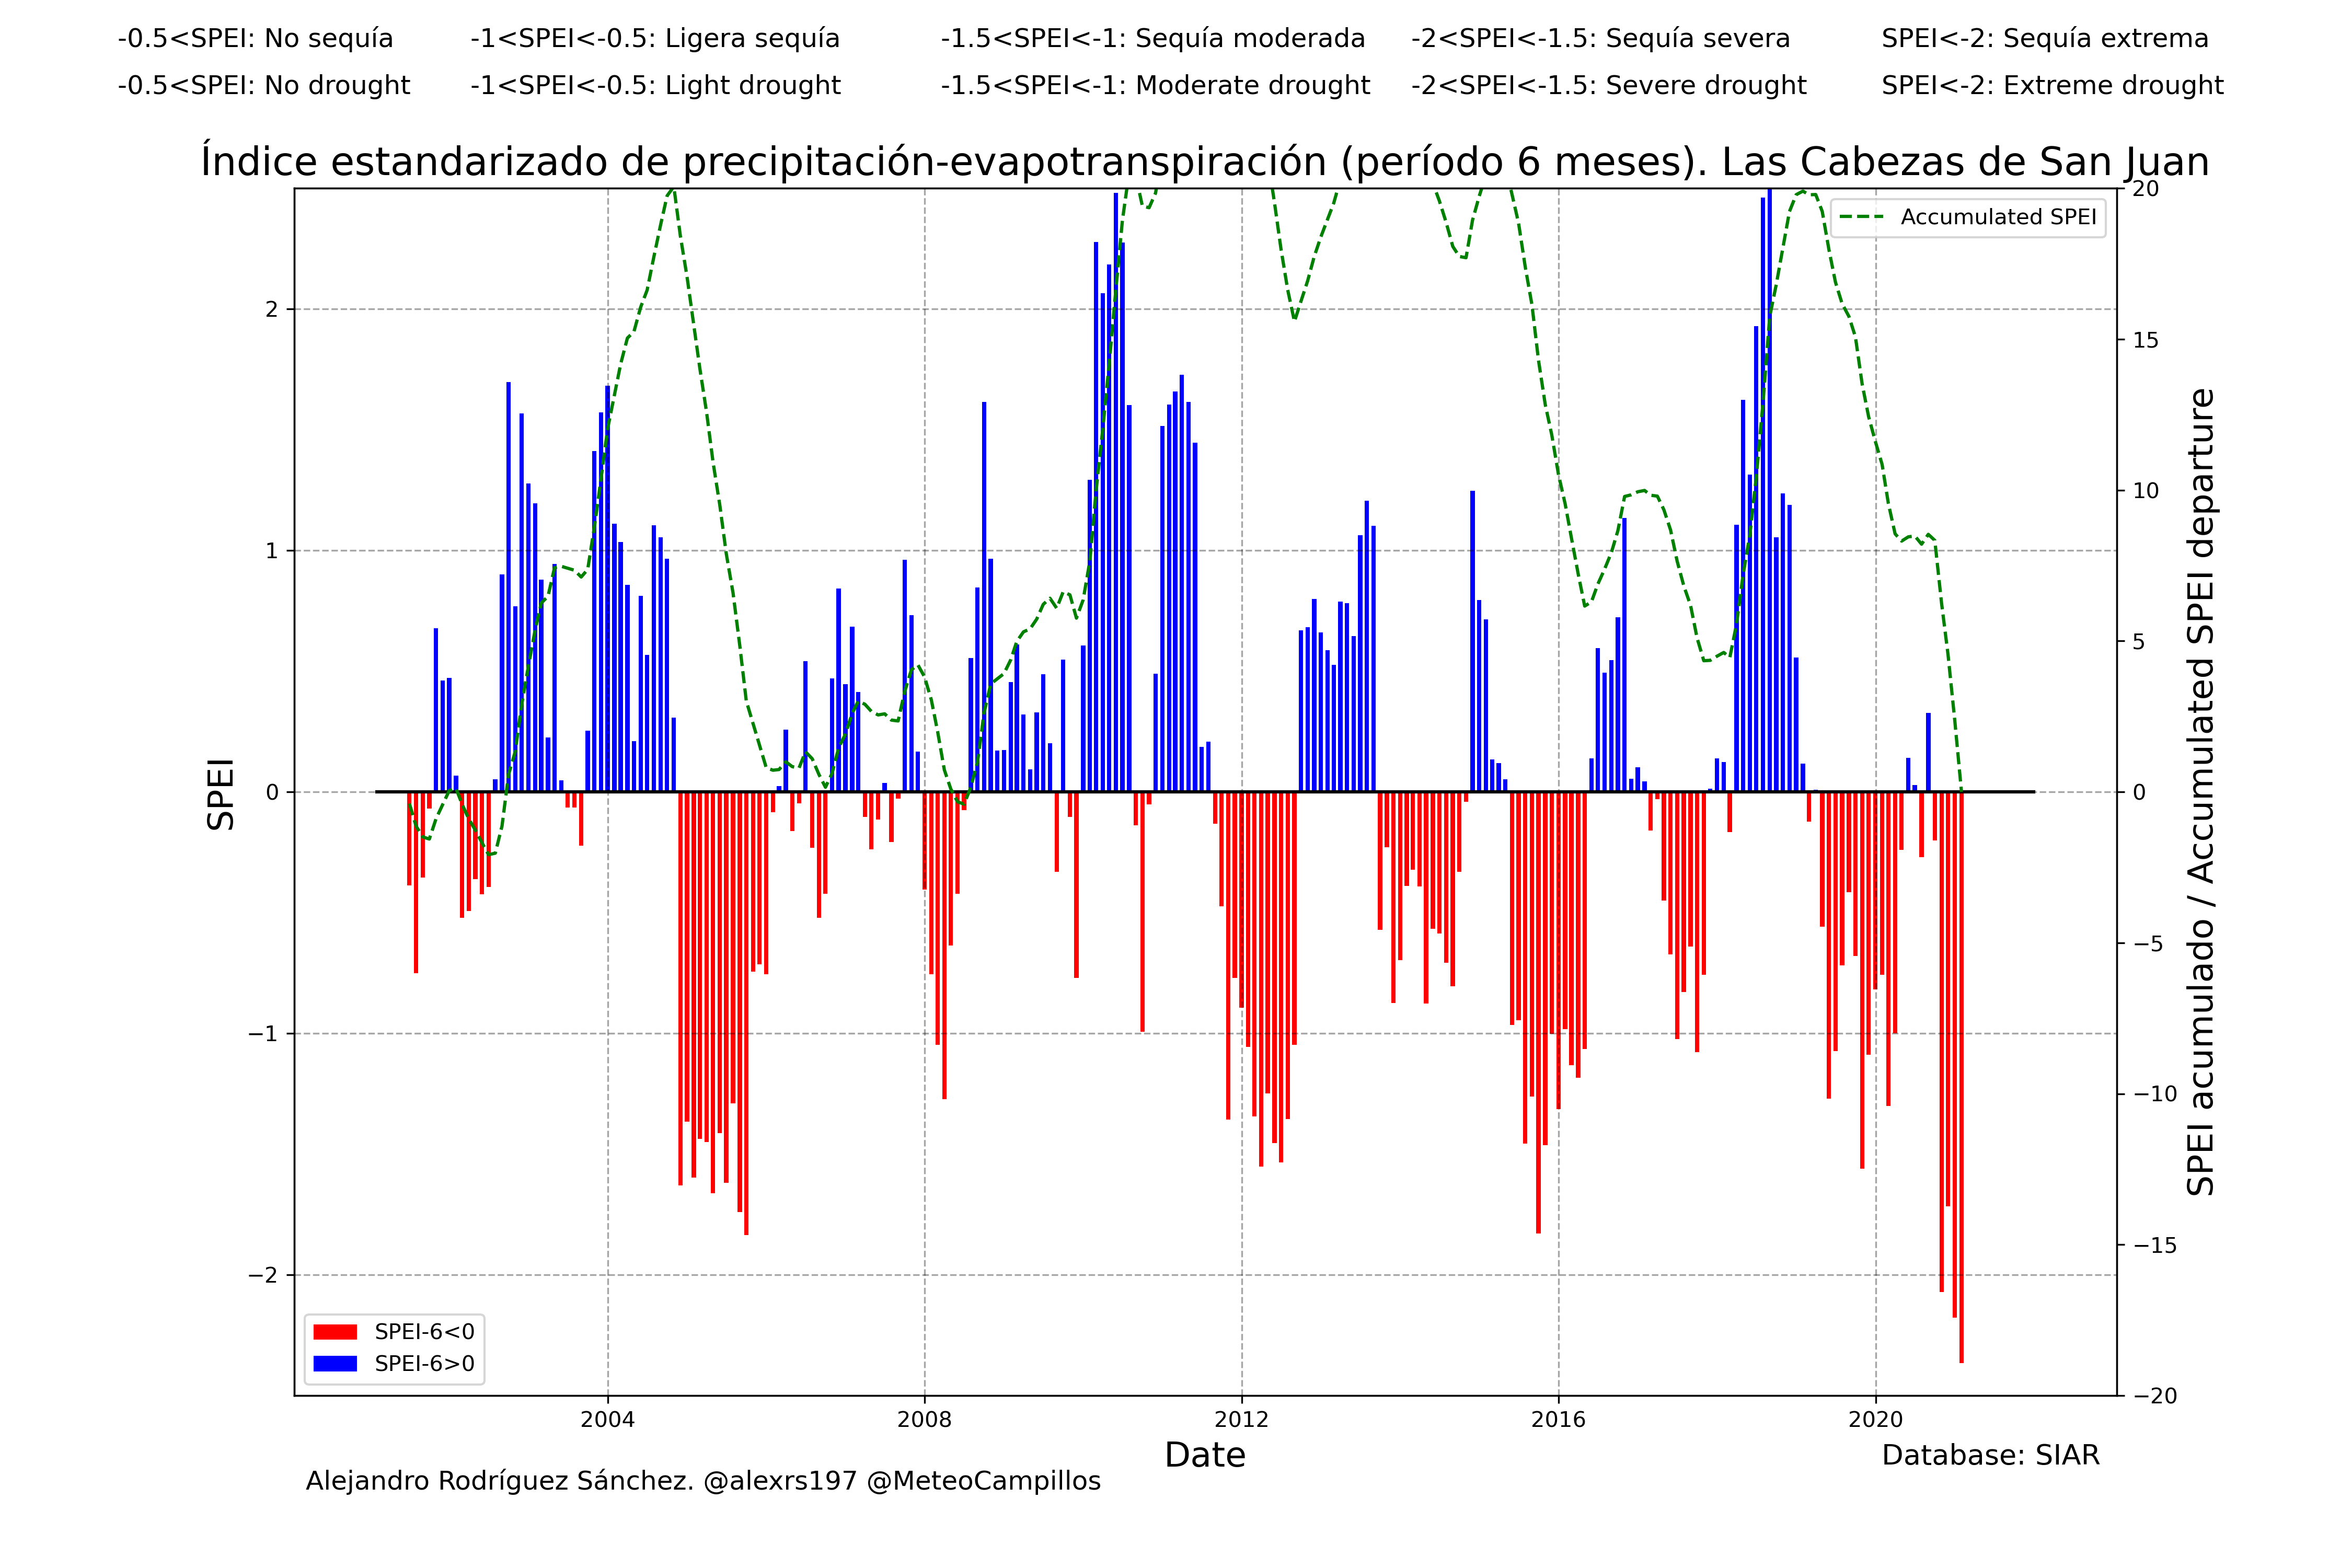 -0.5<SPEI: No sequía -1<SPEI<-0.5: Ligera sequía -1.5<SPEI<-1: Sequía moderada -2<SPEI<-1.5: Sequía severa SPEI<-2: Sequía extrema
-0.5<SPEI: No drought -1<SPEI<-0.5: Light drought -1.5<SPEI<-1: Moderate drought -2<SPEI<-1.5: Severe drought SPEI<-2: Extreme drought
Índice estandarizado de precipitación-evapotranspiración (período 6 meses). Las Cabezas de San Juan
Accumulated SPEI
SPEI
2
1
0
−1
−2
20
15
10
5
0
−5
−10
−15
−20
SPEI acumulado / Accumulated SPEI departure
SPEI-6<0
SPEI-6>0
2004 2008 2012 2016 2020
Date
Database: SIAR
Alejandro Rodríguez Sánchez. @alexrs197 @MeteoCampillos